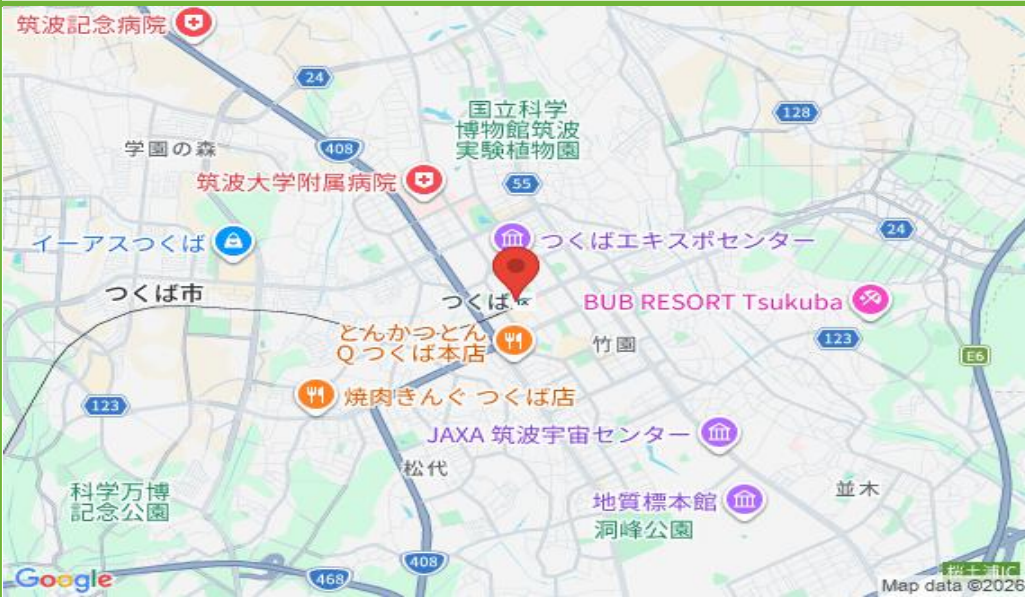 筑波記念病院
24
128
国立科学
博物館筑波
実験植物園
学園の森
408
筑波大学附属病院
55
24
イーアスつくば
つくばエキスポセンター
つくば市
つくば
BUB RESORT Tsukuba
とんかつとん
Q つくば本店
竹園
123
E6
焼肉きんぐ つくば店
123
JAXA 筑波宇宙センター
松代
科学万博
記念公園
地質標本館
並木
洞峰公園
408
468
桜土浦IC
Google
Map data ©2026